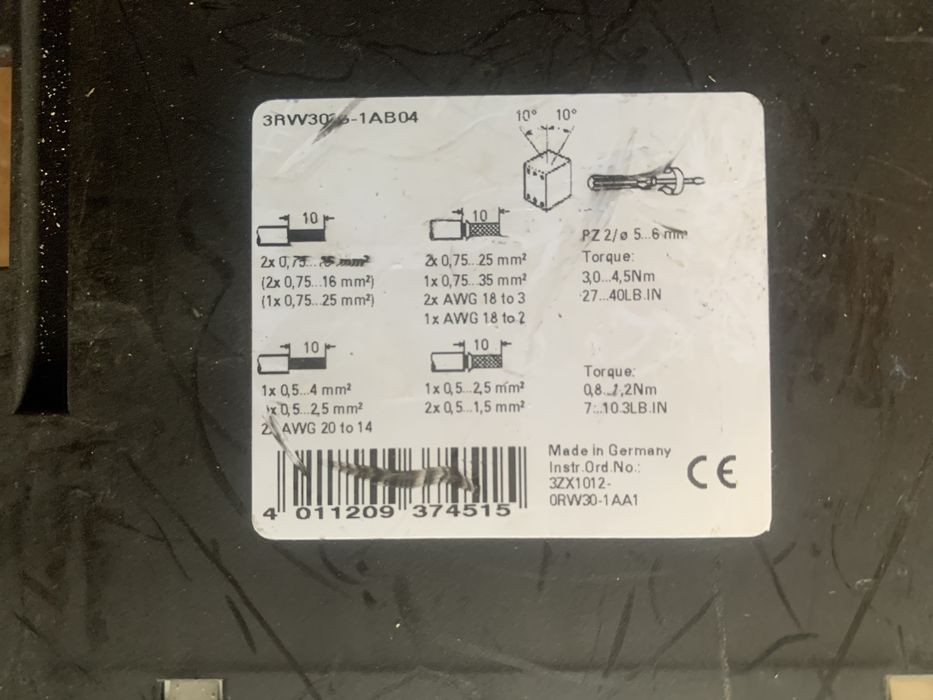 10° 10°
10
2x 0,75...
(2x 0,75...16 mm²)
(1x 0,75...25 mm²)
10
2x 0,75...25 mm²
1x 0,75...35 mm²
2x AWG 18 to 3
1x AWG 18 to 2
PZ 2/ø 5...6 mm
Torque:
3,0...4,5Nm
27...40LB.IN
10
1x 0,5...4 mm²
0,5...2,5 mm²
AWG 20 to 14
10
1x 0,5...2,5 mm²
2x 0,5...1,5 mm²
Torque:
0,8...1,2Nm
7...10.3LB.IN
4 011209 374515
Made in Germany
Instr.Ord.No.:
3ZX1012-
0RW30-1AA1
CE